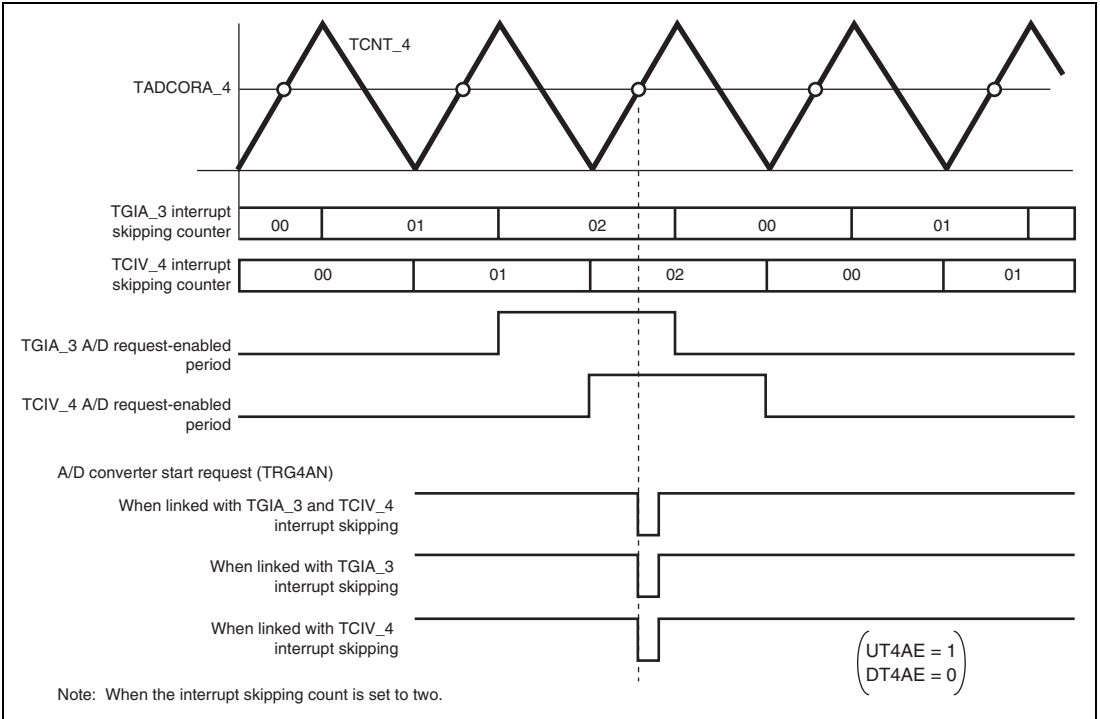 TCNT_4
TADCORA_4
TGIA_3 interrupt
skipping counter
00 01 02 00 01
TCIV_4 interrupt
skipping counter
00 01 02 00 01
TGIA_3 A/D request-enabled
period
TCIV_4 A/D request-enabled
period
A/D converter start request (TRG4AN)
When linked with TGIA_3 and TCIV_4
interrupt skipping
When linked with TGIA_3
interrupt skipping
When linked with TCIV_4
interrupt skipping
UT4AE = 1
DT4AE = 0
Note: When the interrupt skipping count is set to two.